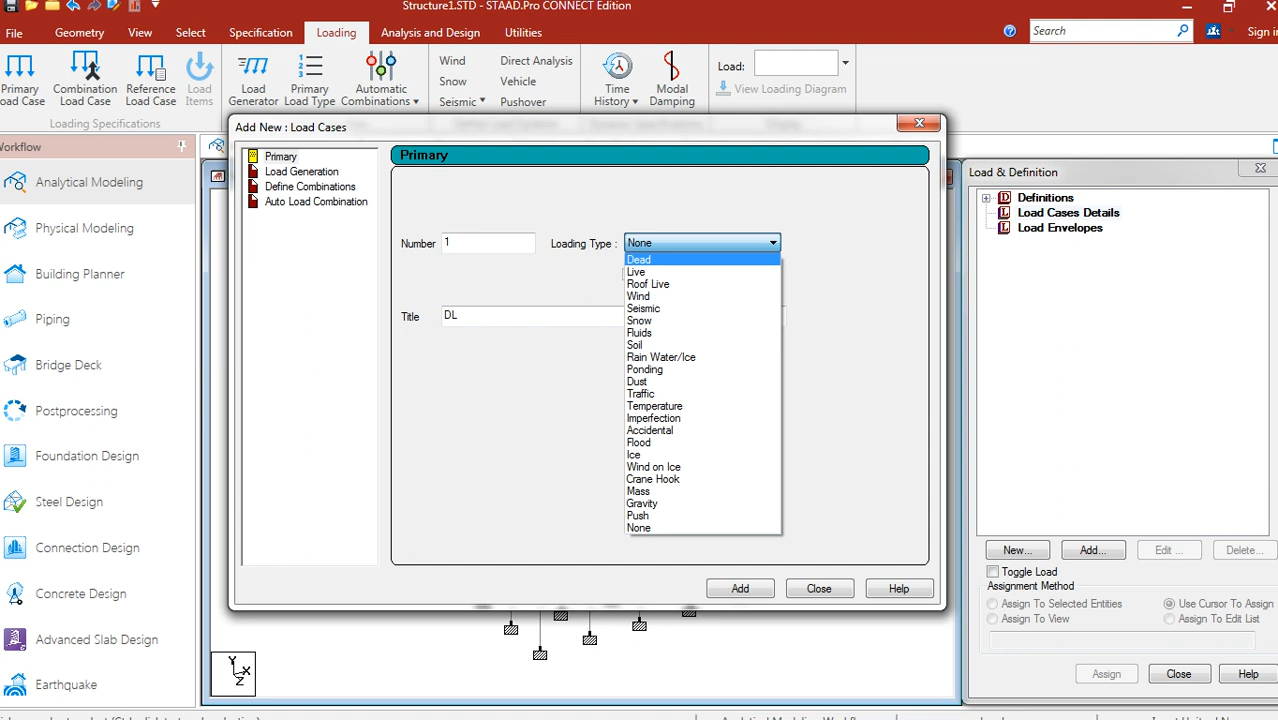 Structure1.STD - STAAD.Pro CONNECT Edition
File Geometry View Select Specification Loading Analysis and Design Utilities Search Sign in
Wind Direct Analysis
Snow Vehicle
Seismic Pushover
Load:
View Loading Diagram
Primary Load Case
Combination Load Case
Reference Load Case
Load Items
Load Generator
Primary Load Type
Automatic Combinations
Time History
Modal Damping
Loading Specifications
Workflow
Analytical Modeling
Physical Modeling
Building Planner
Piping
Bridge Deck
Postprocessing
Foundation Design
Steel Design
Connection Design
Concrete Design
Advanced Slab Design
Earthquake
Add New : Load Cases
Primary
Load Generation
Define Combinations
Auto Load Combination
Primary
Number 1 Loading Type : None
Title DL
Dead
Live
Roof Live
Wind
Seismic
Snow
Fluids
Soil
Rain Water/Ice
Ponding
Dust
Traffic
Temperature
Imperfection
Accidental
Flood
Ice
Wind on Ice
Crane Hook
Mass
Gravity
Push
None
Add Close Help
Y
X
Z
Load & Definition
D Definitions
L Load Cases Details
L Load Envelopes
New... Add... Edit ... Delete...
Toggle Load
Assignment Method
Assign To Selected Entities Use Cursor To Assign
Assign To View Assign To Edit List
Assign Close Help